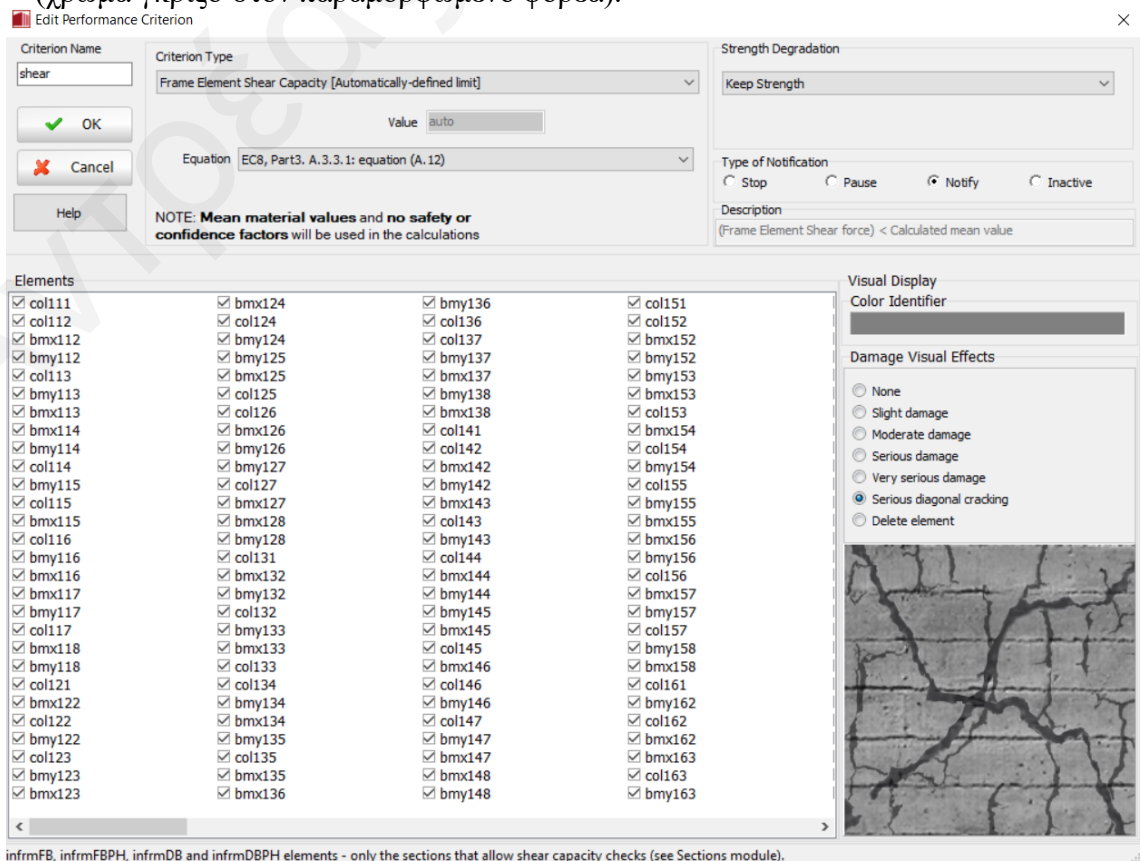 (χρώμα γκρίζο στον παραμορφωμένο φορέα).
Edit Performance Criterion
Criterion Name
shear
OK
Cancel
Help
Criterion Type
Frame Element Shear Capacity [Automatically-defined limit]
Value auto
Equation EC8, Part3. A.3.3.1: equation (A.12)
NOTE: Mean material values and no safety or
confidence factors will be used in the calculations
Strength Degradation
Keep Strength
Type of Notification
Stop Pause Notify Inactive
Description
(Frame Element Shear force) < Calculated mean value
Elements
col111 bmx124 bmy136 col151
col112 col124 col136 col152
bmx112 bmy124 col137 bmx152
bmy112 bmy125 bmy137 bmy152
col113 bmx125 bmx137 bmy153
bmy113 col125 bmy138 bmx153
bmx113 col126 bmx138 col153
bmx114 bmx126 col141 bmx154
bmy114 bmy126 col142 col154
col114 bmy127 bmx142 bmy154
bmy115 col127 bmy142 col155
col115 bmx127 bmx143 bmy155
bmx115 bmx128 col143 bmx155
col116 bmy128 bmy143 bmx156
bmy116 col131 col144 bmy156
bmx116 bmx132 bmx144 col156
bmx117 bmy132 bmy144 bmx157
bmy117 col132 bmy145 bmy157
col117 bmy133 bmx145 col157
bmx118 bmx133 col145 bmy158
bmy118 col133 bmx146 bmx158
col121 col134 col146 col161
bmx122 bmy134 bmy146 bmy162
col122 bmx134 col147 col162
bmy122 bmy135 bmy147 bmx162
col123 col135 bmx147 bmx163
bmy123 bmx135 bmx148 col163
bmx123 bmx136 bmy148 bmy163
Visual Display
Color Identifier
Damage Visual Effects
None
Slight damage
Moderate damage
Serious damage
Very serious damage
Serious diagonal cracking
Delete element
infrmFB, infrmFBPH, infrmDB and infrmDBPH elements - only the sections that allow shear capacity checks (see Sections module).